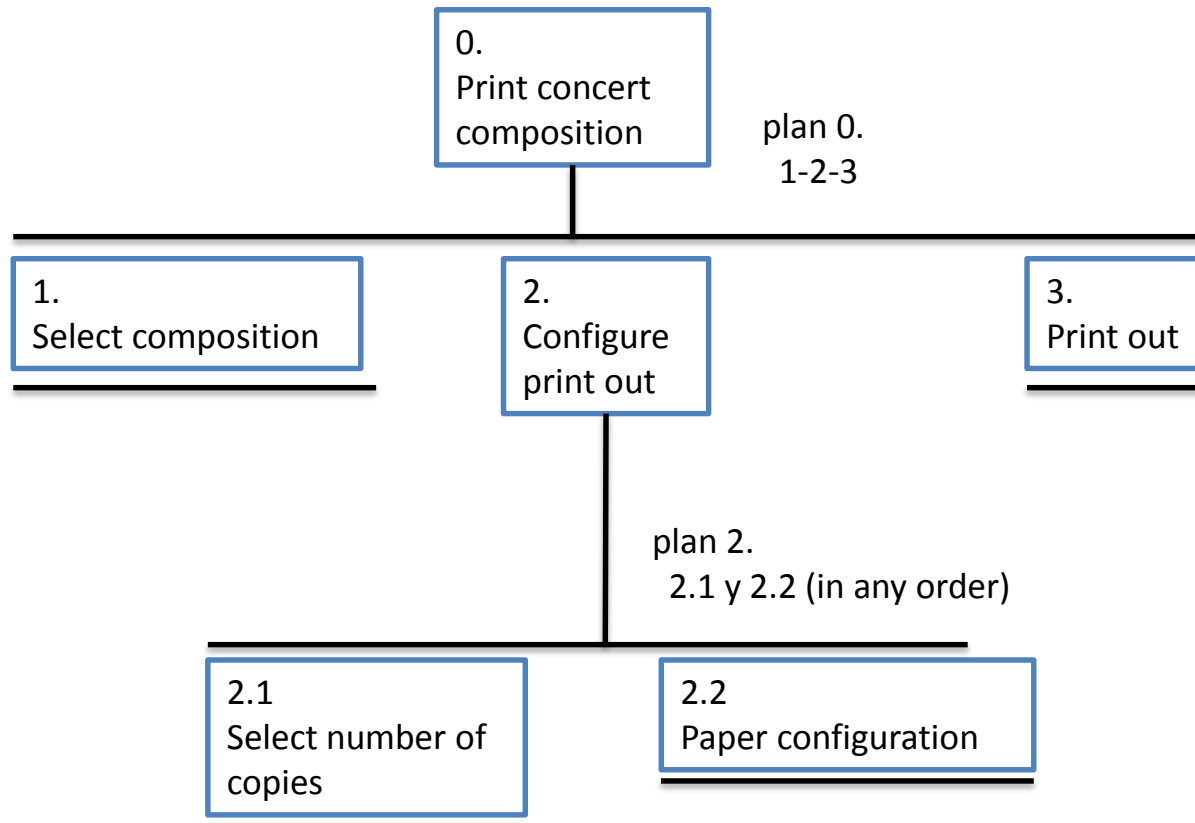 0.
Print concert
composition
plan 0.
1-2-3
1.
Select composition
2.
Configure
print out
3.
Print out
plan 2.
2.1 y 2.2 (in any order)
2.1
Select number of
copies
2.2
Paper configuration